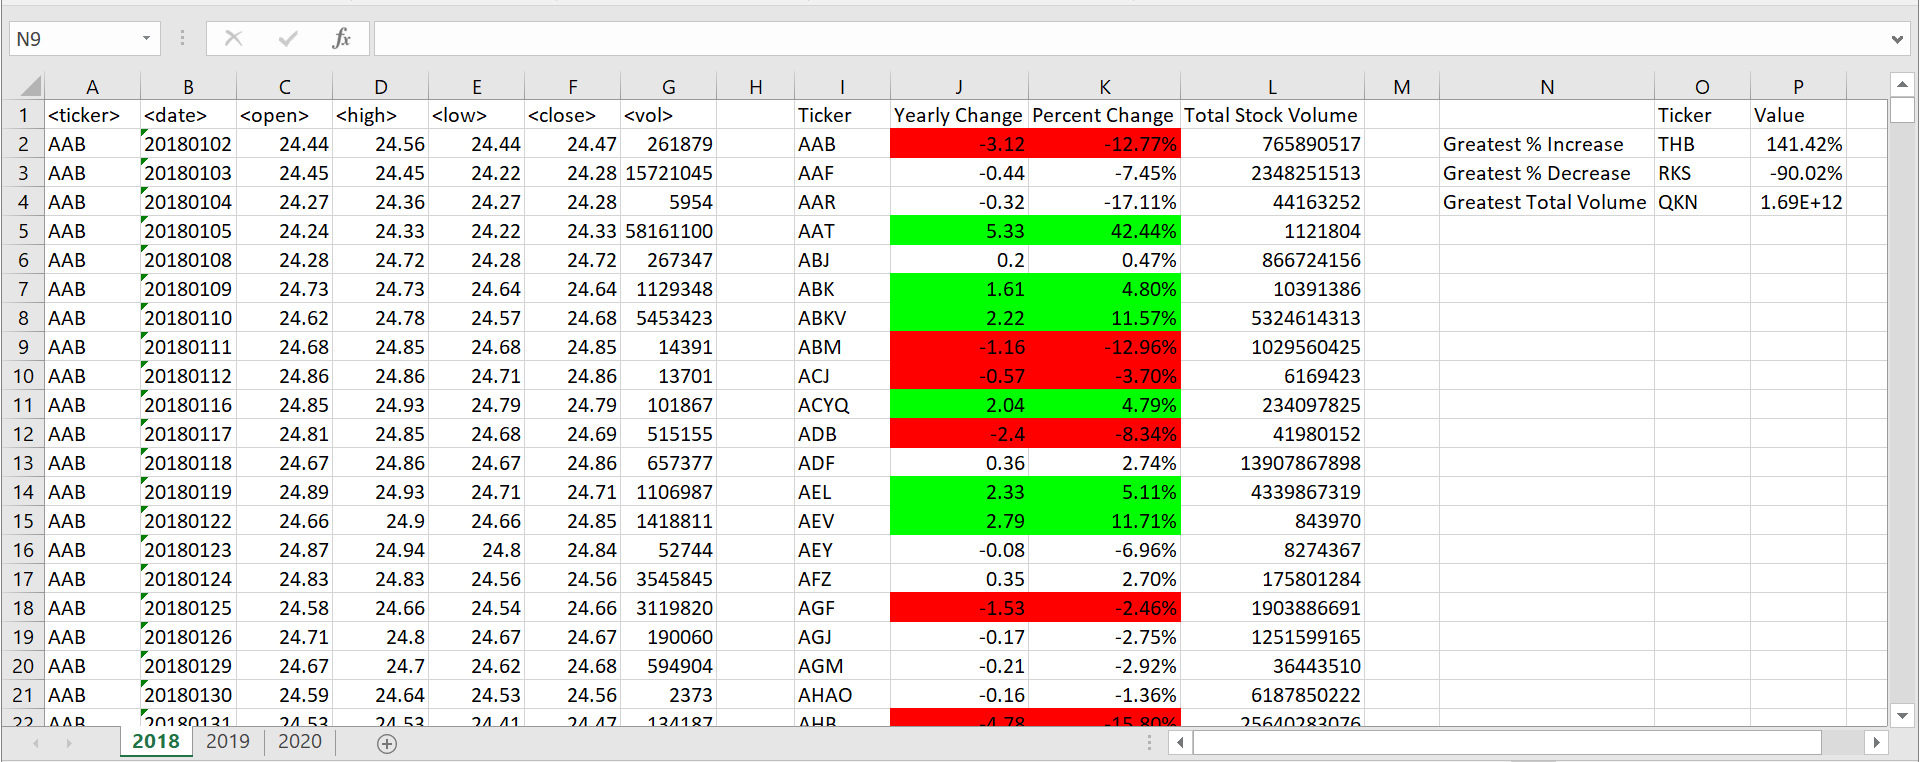 N9 fx
A B C D E F G H I J K L M N O P
1 <ticker> <date> <open> <high> <low> <close> <vol> Ticker Yearly Change Percent Change Total Stock Volume Ticker Value
2 AAB 20180102 24.44 24.56 24.44 24.47 261879 AAB -3.12 -12.77% 765890517 Greatest % Increase THB 141.42%
3 AAB 20180103 24.45 24.45 24.22 24.28 15721045 AAF -0.44 -7.45% 2348251513 Greatest % Decrease RKS -90.02%
4 AAB 20180104 24.27 24.36 24.27 24.28 5954 AAR -0.32 -17.11% 44163252 Greatest Total Volume QKN 1.69E+12
5 AAB 20180105 24.24 24.33 24.22 24.33 58161100 AAT 5.33 42.44% 1121804
6 AAB 20180108 24.28 24.72 24.28 24.72 267347 ABJ 0.2 0.47% 866724156
7 AAB 20180109 24.73 24.73 24.64 24.64 1129348 ABK 1.61 4.80% 10391386
8 AAB 20180110 24.62 24.78 24.57 24.68 5453423 ABKV 2.22 11.57% 5324614313
9 AAB 20180111 24.68 24.85 24.68 24.85 14391 ABM -1.16 -12.96% 1029560425
10 AAB 20180112 24.86 24.86 24.71 24.86 13701 ACJ -0.57 -3.70% 6169423
11 AAB 20180116 24.85 24.93 24.79 24.79 101867 ACYQ 2.04 4.79% 234097825
12 AAB 20180117 24.81 24.85 24.68 24.69 515155 ADB -2.4 -8.34% 41980152
13 AAB 20180118 24.67 24.86 24.67 24.86 657377 ADF 0.36 2.74% 13907867898
14 AAB 20180119 24.89 24.93 24.71 24.71 1106987 AEL 2.33 5.11% 4339867319
15 AAB 20180122 24.66 24.9 24.66 24.85 1418811 AEV 2.79 11.71% 843970
16 AAB 20180123 24.87 24.94 24.8 24.84 52744 AEY -0.08 -6.96% 8274367
17 AAB 20180124 24.83 24.83 24.56 24.56 3545845 AFZ 0.35 2.70% 175801284
18 AAB 20180125 24.58 24.66 24.54 24.66 3119820 AGF -1.53 -2.46% 1903886691
19 AAB 20180126 24.71 24.8 24.67 24.67 190060 AGJ -0.17 -2.75% 1251599165
20 AAB 20180129 24.67 24.7 24.62 24.68 594904 AGM -0.21 -2.92% 36443510
21 AAB 20180130 24.59 24.64 24.53 24.56 2373 AHAO -0.16 -1.36% 6187850222
22 AAB 20180131 24.53 24.53 24.41 24.47 134187 AHB -4.78 -15.80% 25640283076
2018 2019 2020